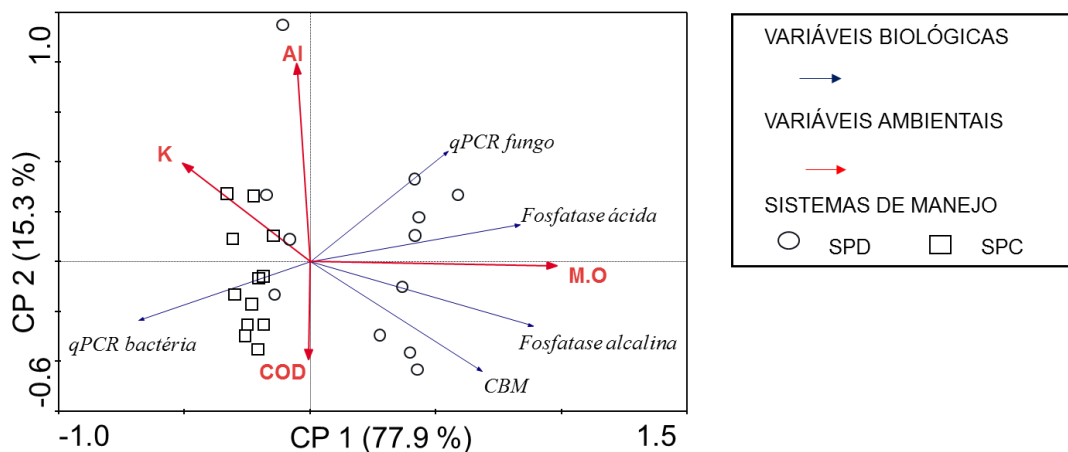 1.0
Al
K
qPCR fungo
Fosfatase ácida
M.O
qPCR bactéria
Fosfatase alcalina
COD
CBM
CP 2 (15.3 %)
-0.6
-1.0
CP 1 (77.9 %)
1.5
VARIÁVEIS BIOLÓGICAS
VARIÁVEIS AMBIENTAIS
SISTEMAS DE MANEJO
SPD SPC